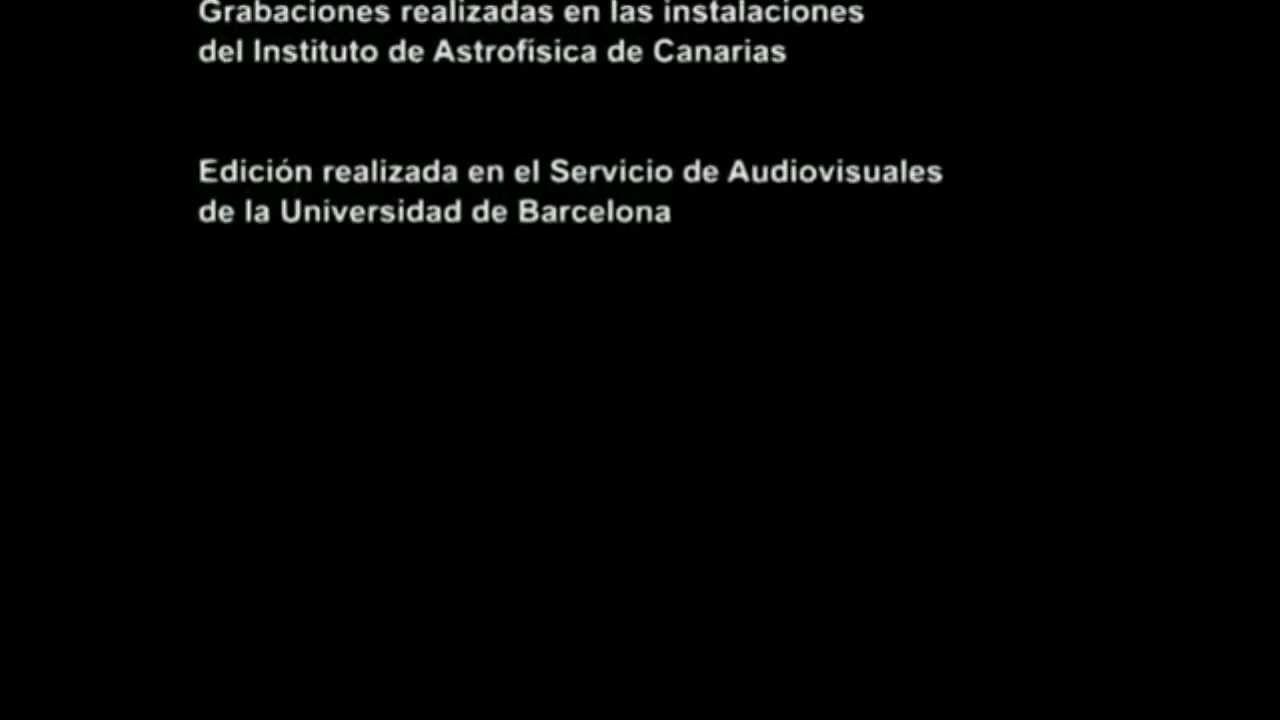 Grabaciones realizadas en las instalaciones
del Instituto de Astrofísica de Canarias
Edición realizada en el Servicio de Audiovisuales
de la Universidad de Barcelona